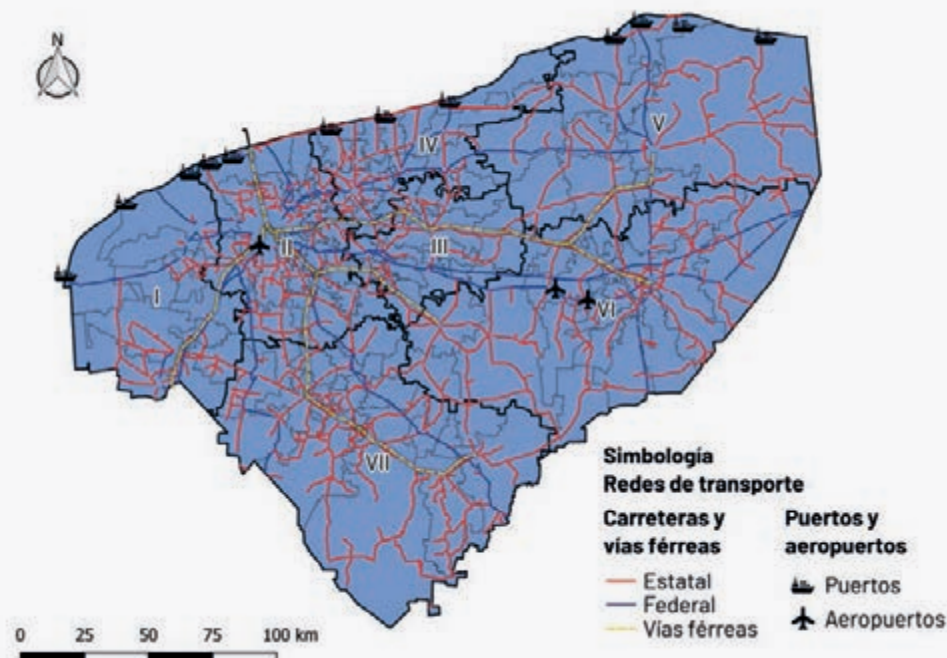 N
I
II
III
IV
V
VI
VII
Simbología
Redes de transporte
Carreteras y
vías férreas
Estatal
Federal
Vías férreas
Puertos y
aeropuertos
Puertos
Aeropuertos
0 25 50 75 100 km